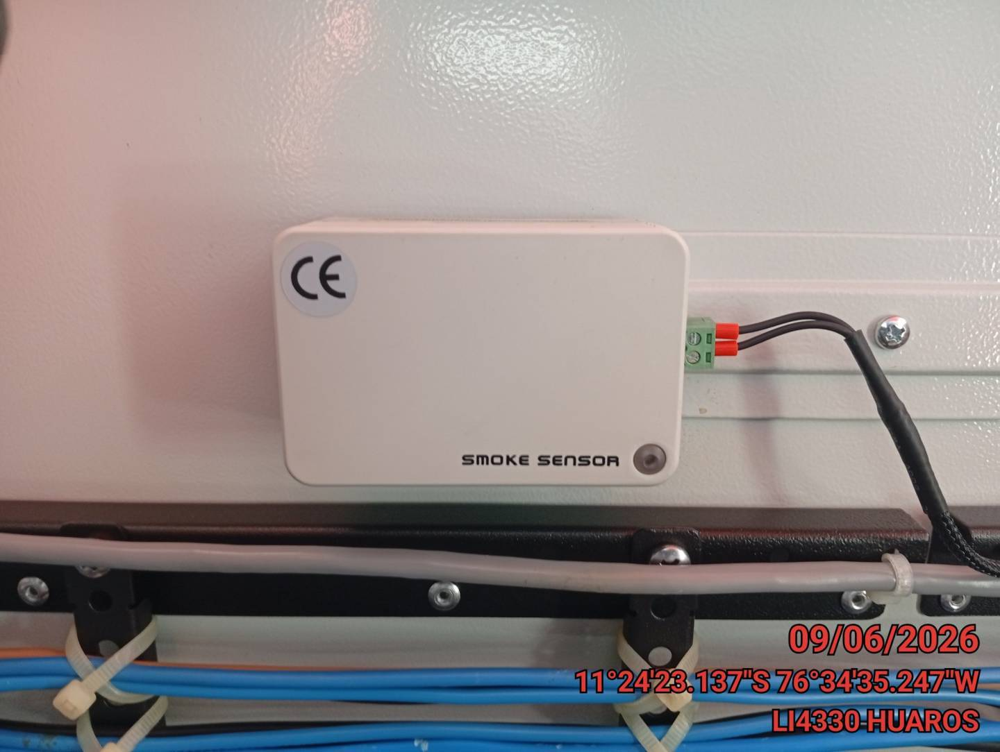 CE
SMOKE SENSOR
09/06/2026
11°24'23.137"S 76°34'35.247"W
LI4330 HUAROS